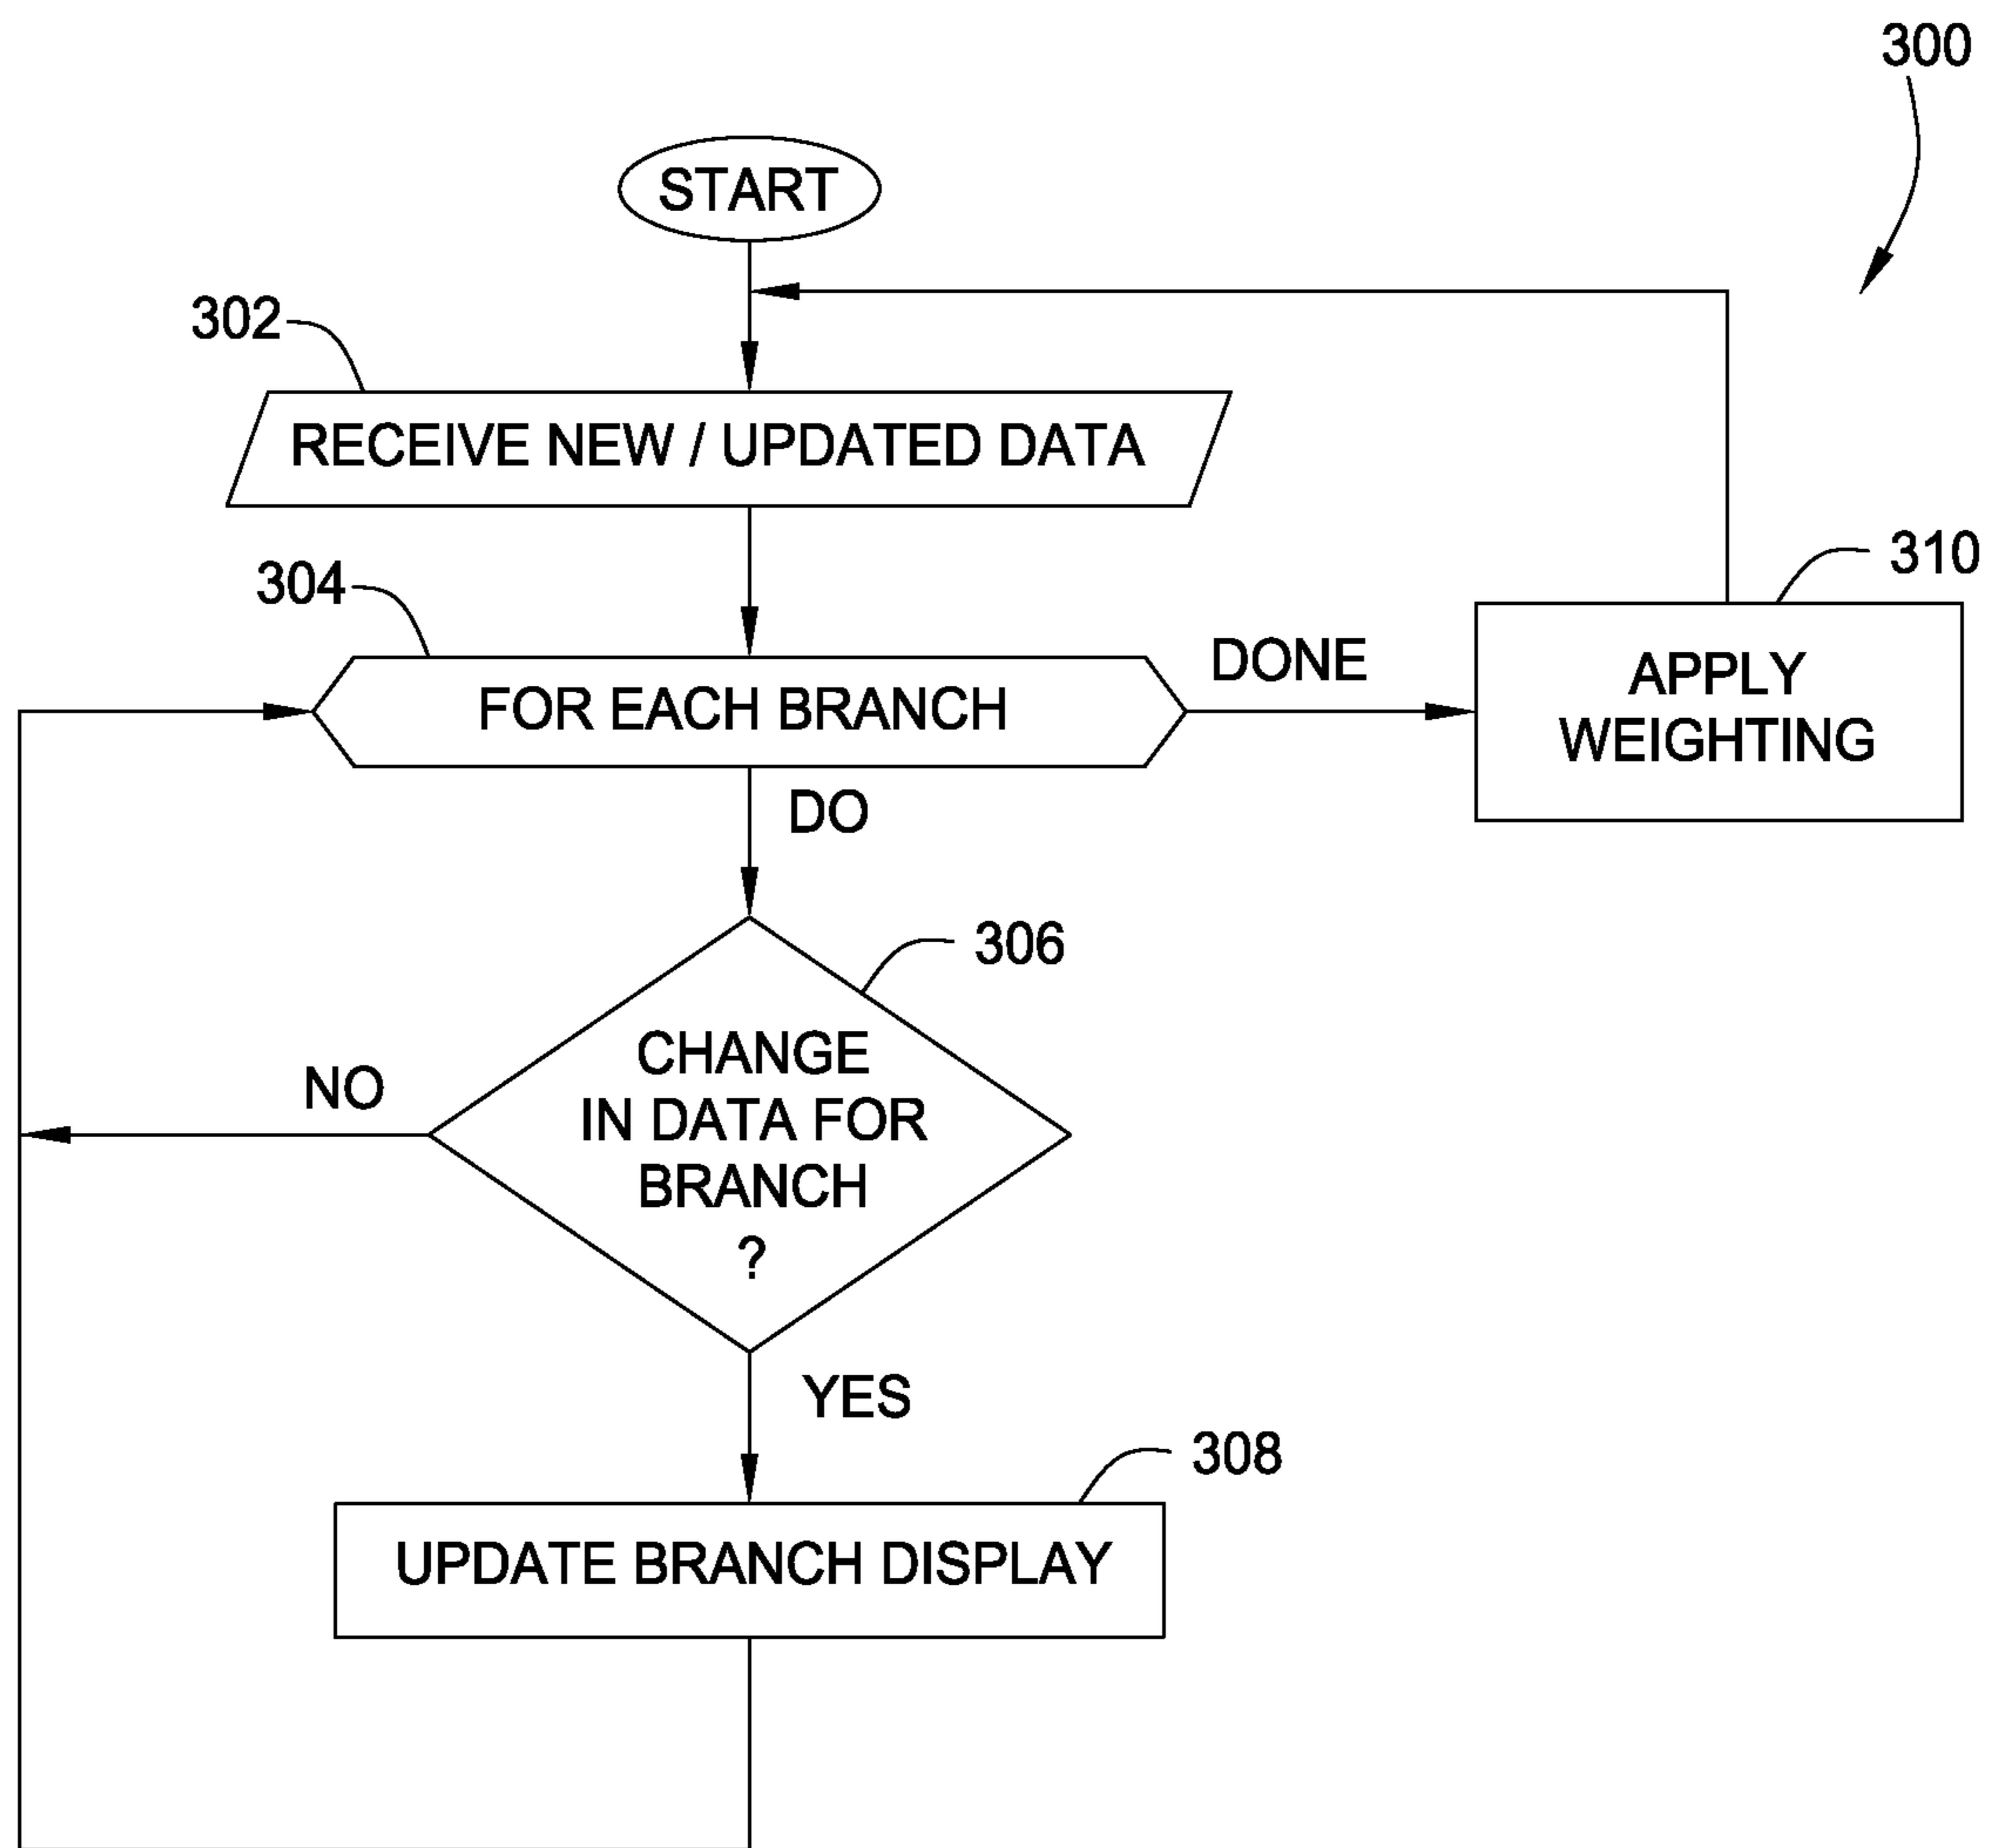 300
START
302
RECEIVE NEW / UPDATED DATA
304
310
FOR EACH BRANCH
DONE
APPLY
WEIGHTING
DO
306
CHANGE
IN DATA FOR
BRANCH
?
NO
YES
308
UPDATE BRANCH DISPLAY